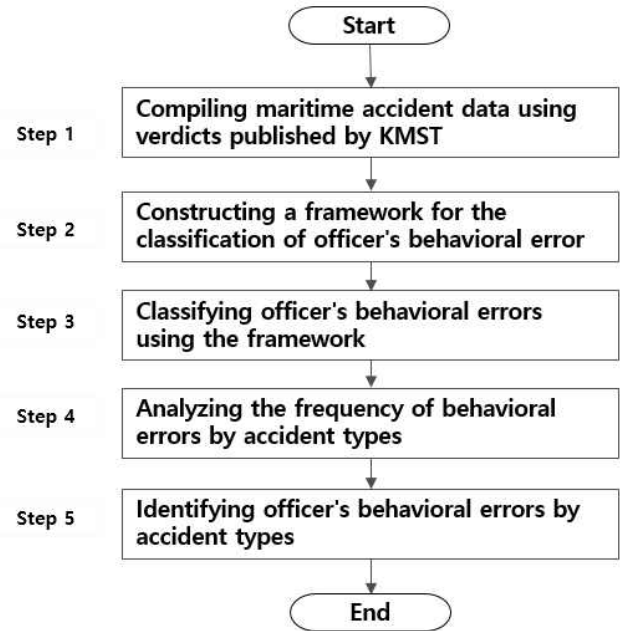 Start
Step 1
Compiling maritime accident data using
verdicts published by KMST
Step 2
Constructing a framework for the
classification of officer's behavioral error
Step 3
Classifying officer's behavioral errors
using the framework
Step 4
Analyzing the frequency of behavioral
errors by accident types
Step 5
Identifying officer's behavioral errors by
accident types
End